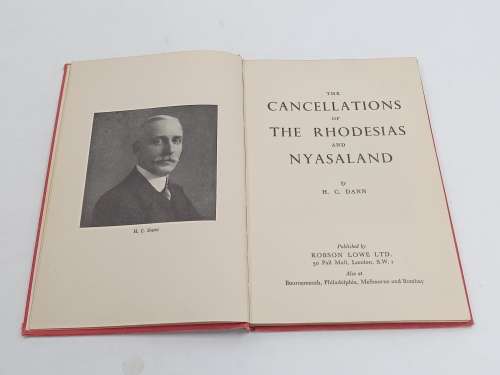 H. C. Dann
THE
CANCELLATIONS
OF
THE RHODESIAS
AND
NYASALAND
by
H. C. DANN
Published by
ROBSON LOWE LTD.
50 Pall Mall, London, S.W. 1
Also at
Bournemouth, Philadelphia, Melbourne and Bombay